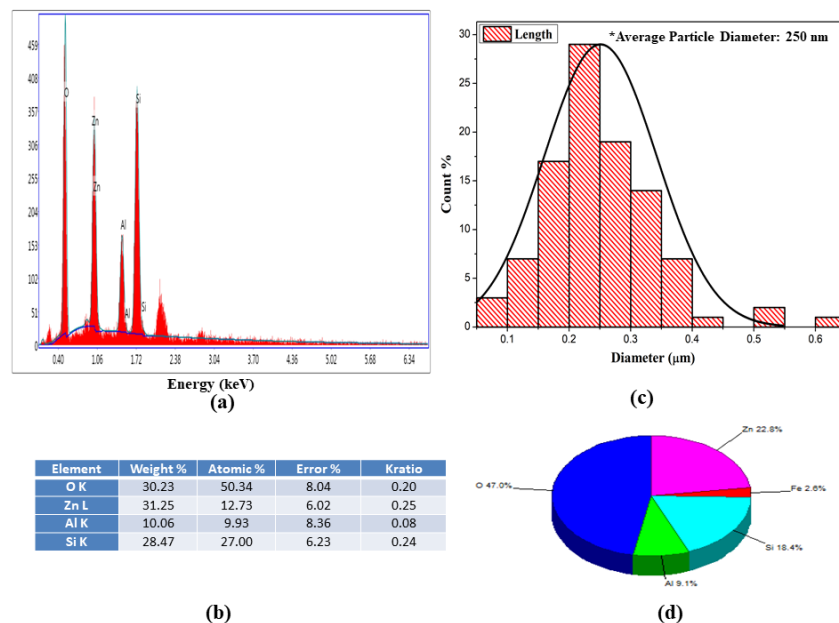 459
408
357
306
255
204
153
102
51
0
O
Zn
Zn
Al
Al
Si
Si
0.40 1.06 1.72 2.38 3.04 3.70 4.36 5.02 5.68 6.34
Energy (keV)
(a)
Length
*Average Particle Diameter: 250 nm
30
25
20
15
10
5
0
Count %
0.1 0.2 0.3 0.4 0.5 0.6
Diameter (μm)
(c)
Element Weight % Atomic % Error % Kratio
O K 30.23 50.34 8.04 0.20
Zn L 31.25 12.73 6.02 0.25
Al K 10.06 9.93 8.36 0.08
Si K 28.47 27.00 6.23 0.24
(b)
Zn 22.8%
O 47.0%
Fe 2.6%
Si 18.4%
Al 9.1%
(d)